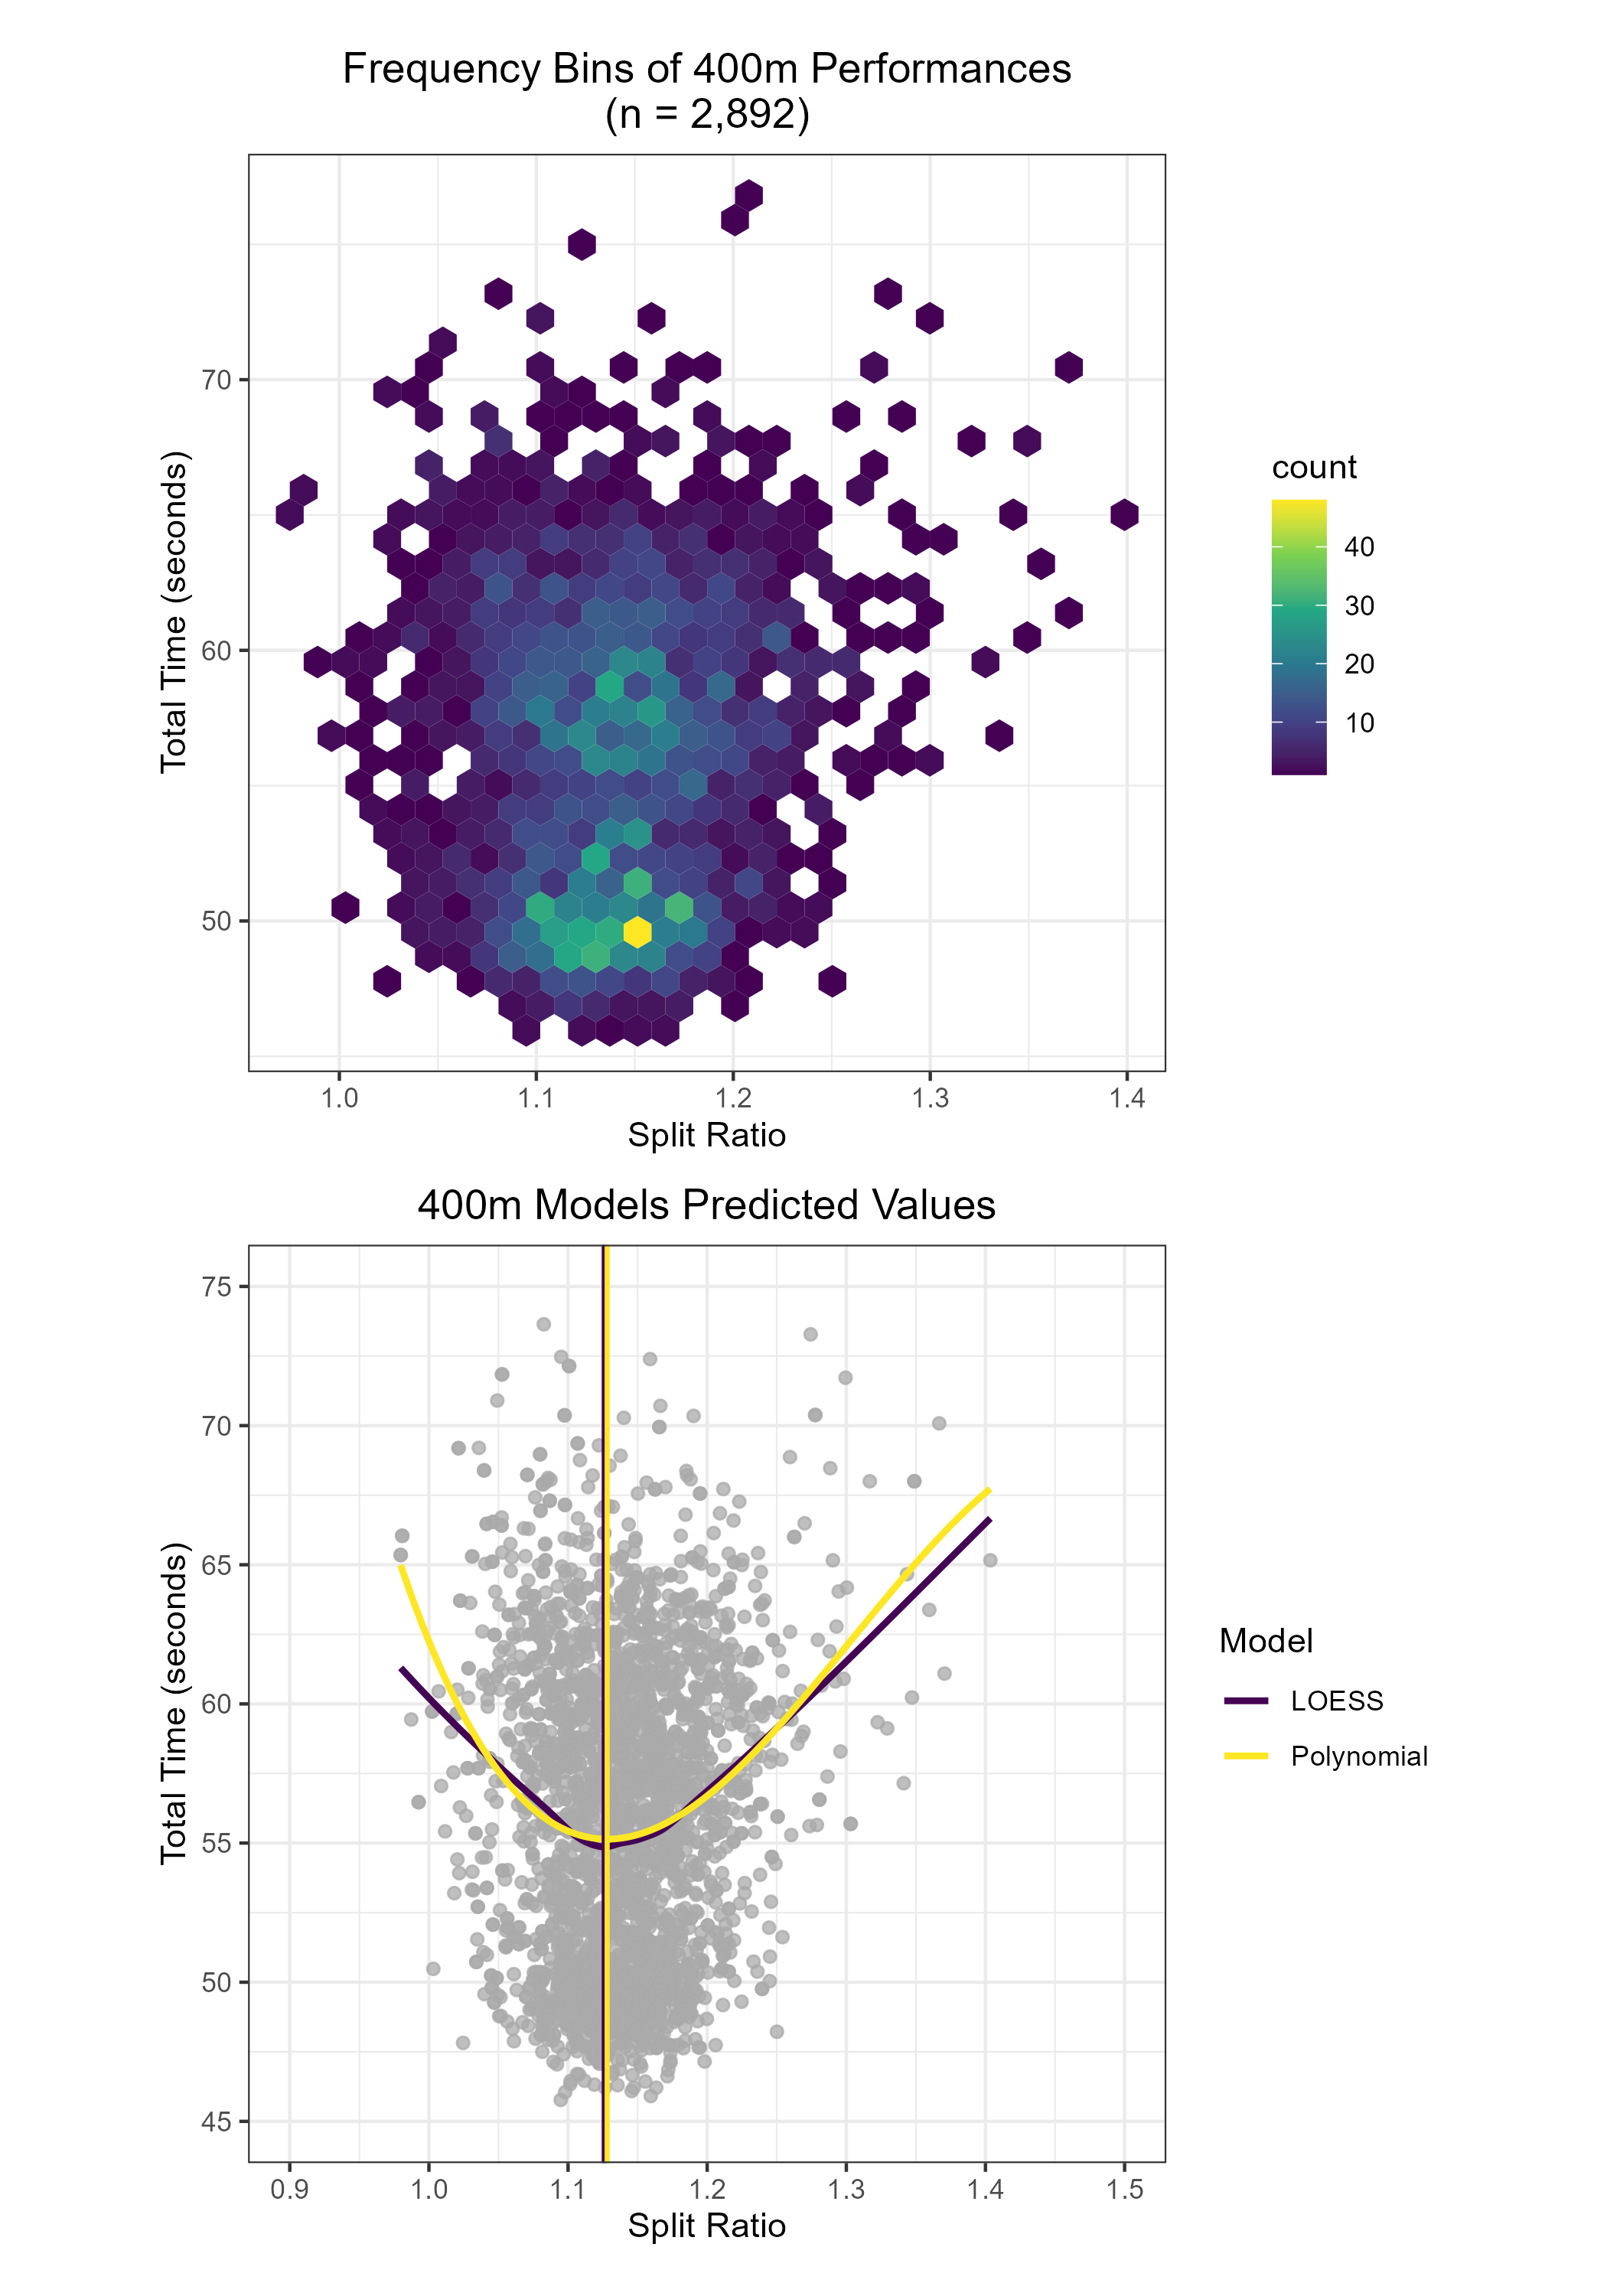 Frequency Bins of 400m Performances
(n = 2,892)
Total Time (seconds)
70
60
50
1.0 1.1 1.2 1.3 1.4
Split Ratio
count
40
30
20
10
400m Models Predicted Values
Total Time (seconds)
75
70
65
60
55
50
45
0.9 1.0 1.1 1.2 1.3 1.4 1.5
Split Ratio
Model
LOESS
Polynomial